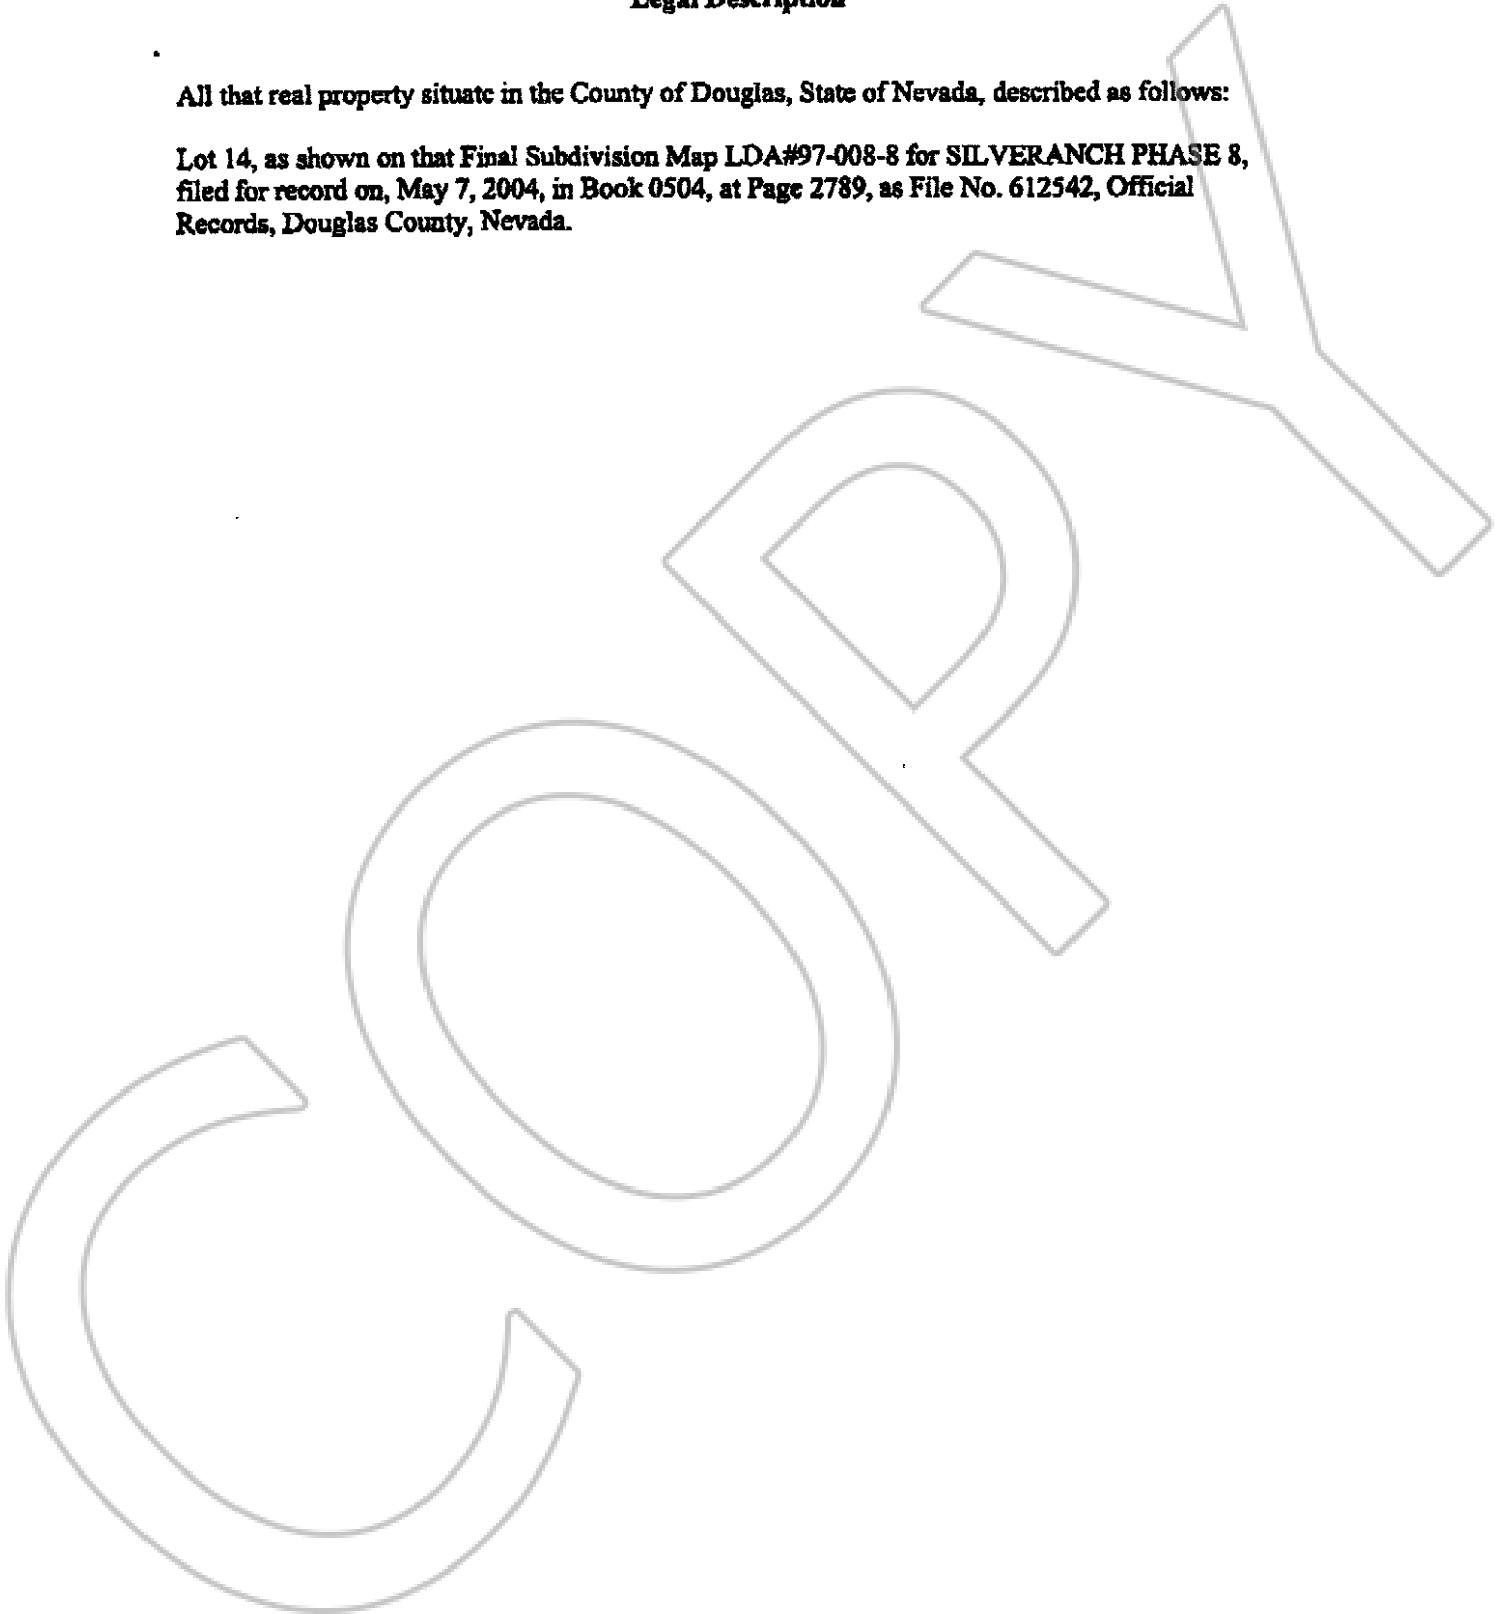 Legal Description
All that real property situate in the County of Douglas, State of Nevada, described as follows:
Lot 14, as shown on that Final Subdivision Map LDA#97-008-8 for SILVERANCH PHASE 8,
filed for record on, May 7, 2004, in Book 0504, at Page 2789, as File No. 612542, Official
Records, Douglas County, Nevada.
COPY